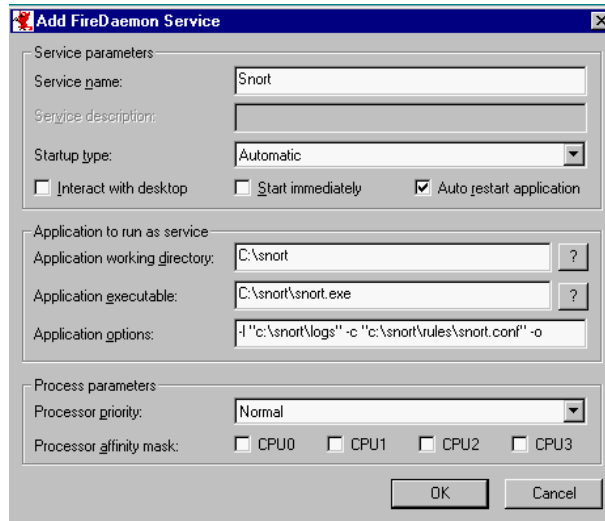 Add FireDaemon Service
Service parameters
Service name: Snort
Service description:
Startup type: Automatic
Interact with desktop Start immediately Auto restart application
Application to run as service
Application working directory: C:\snort ?
Application executable: C:\snort\snort.exe ?
Application options: -l "c:\snort\logs" -c "c:\snort\rules\snort.conf" -o
Process parameters
Processor priority: Normal
Processor affinity mask: CPU0 CPU1 CPU2 CPU3
OK Cancel